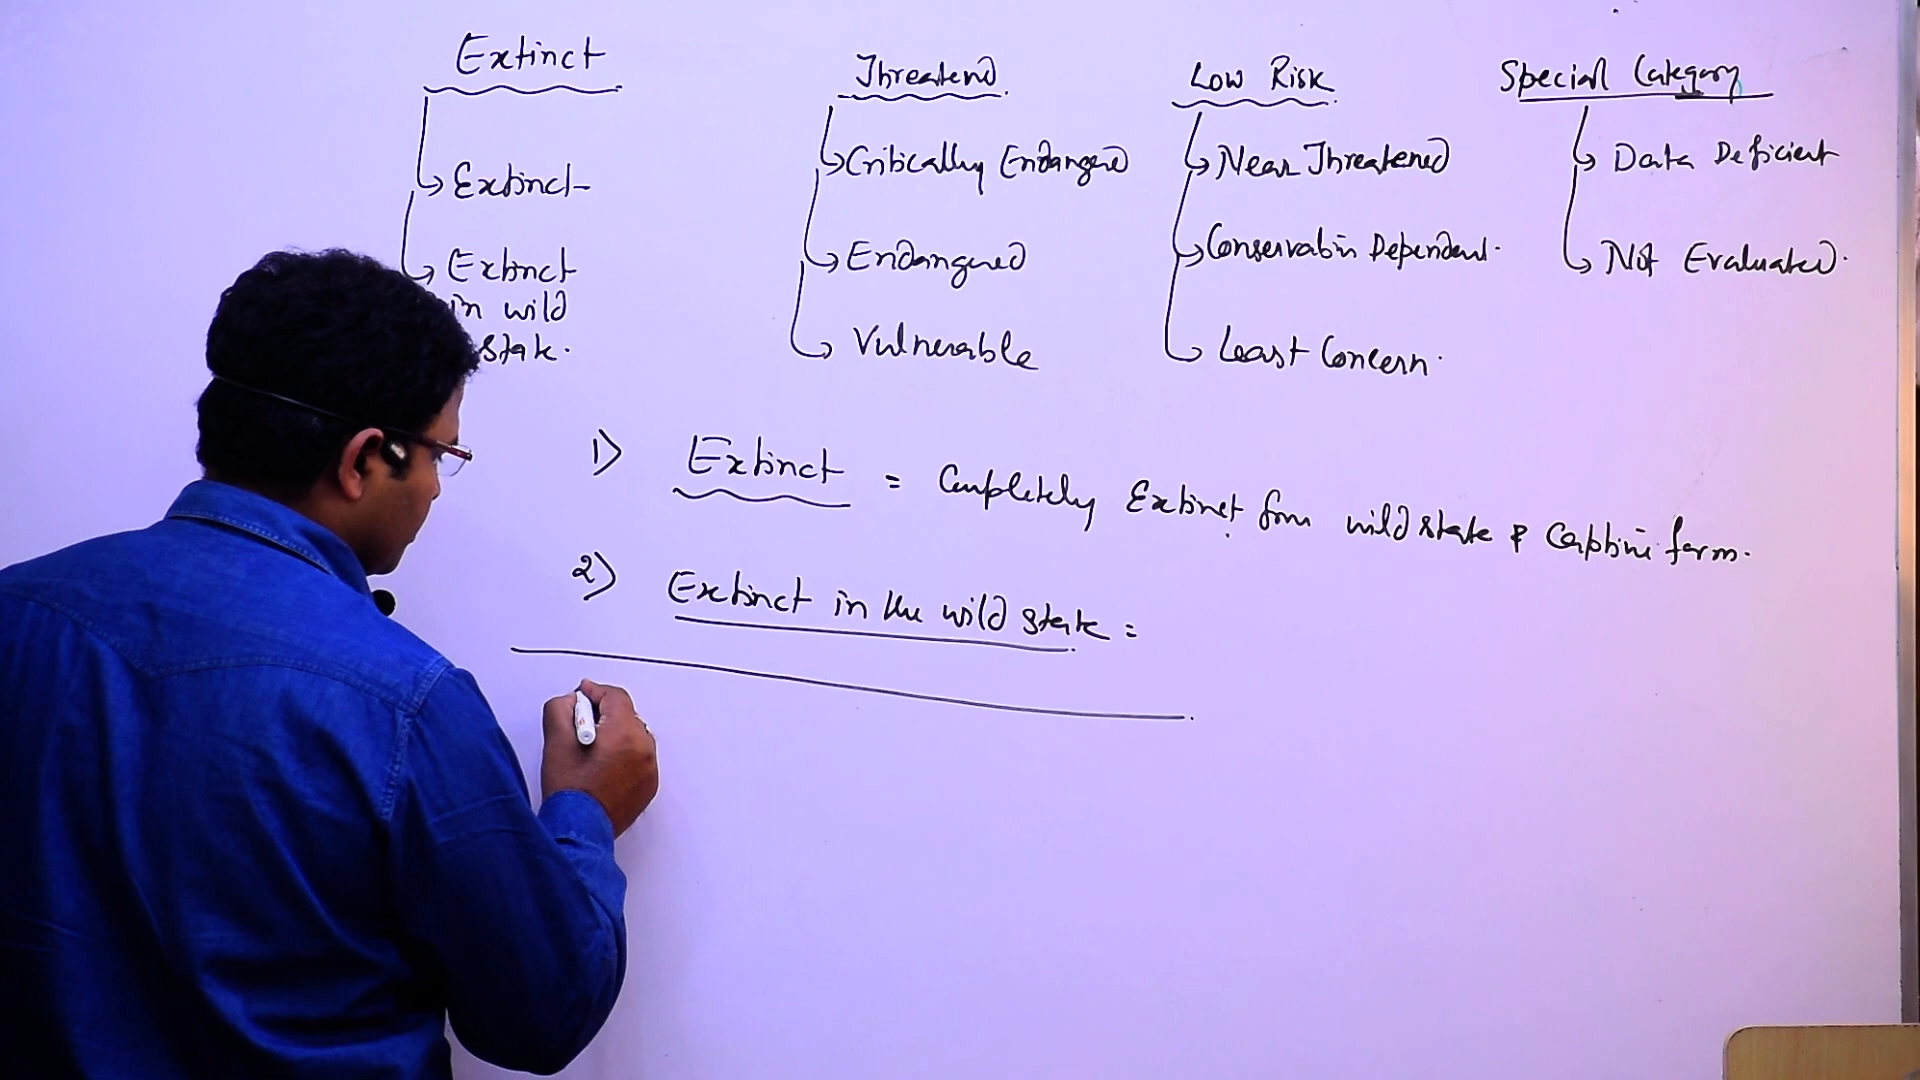 Extinct
Extinct
Extinct
in wild
state.
Threatend
Critically Endangered
Endangered
Vulnerable
Low Risk
Near Threatened
Conservation Dependent.
Least Concern.
Special Category
Data Deficient
Not Evaluated.
1) Extinct = Completely Extinct from wild state & Captive form.
2) Extinct in the wild state =